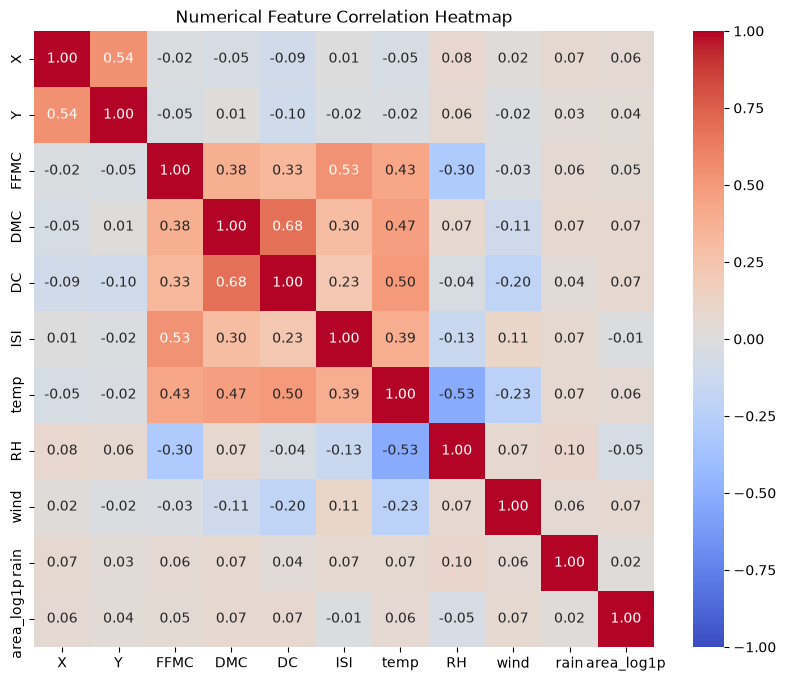 Numerical Feature Correlation Heatmap
X 1.00 0.54 -0.02 -0.05 -0.09 0.01 -0.05 0.08 0.02 0.07 0.06
Y 0.54 1.00 -0.05 0.01 -0.10 -0.02 -0.02 0.06 -0.02 0.03 0.04
FFMC -0.02 -0.05 1.00 0.38 0.33 0.53 0.43 -0.30 -0.03 0.06 0.05
DMC -0.05 0.01 0.38 1.00 0.68 0.30 0.47 0.07 -0.11 0.07 0.07
DC -0.09 -0.10 0.33 0.68 1.00 0.23 0.50 -0.04 -0.20 0.04 0.07
ISI 0.01 -0.02 0.53 0.30 0.23 1.00 0.39 -0.13 0.11 0.07 -0.01
temp -0.05 -0.02 0.43 0.47 0.50 0.39 1.00 -0.53 -0.23 0.07 0.06
RH 0.08 0.06 -0.30 0.07 -0.04 -0.13 -0.53 1.00 0.07 0.10 -0.05
wind 0.02 -0.02 -0.03 -0.11 -0.20 0.11 -0.23 0.07 1.00 0.06 0.07
rain 0.07 0.03 0.06 0.07 0.04 0.07 0.07 0.10 0.06 1.00 0.02
area_log1p 0.06 0.04 0.05 0.07 0.07 -0.01 0.06 -0.05 0.07 0.02 1.00
X Y FFMC DMC DC ISI temp RH wind rain area_log1p
1.00
0.75
0.50
0.25
0.00
−0.25
−0.50
−0.75
−1.00